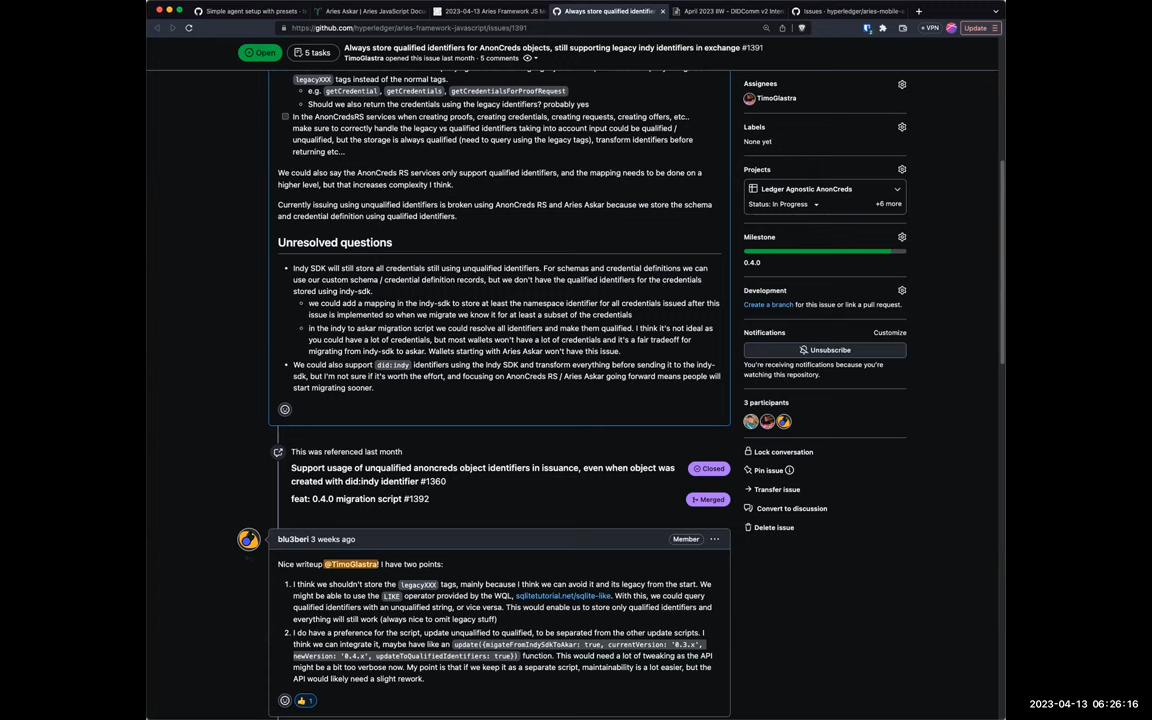 Simple agent setup with presets
Aries Askar | Aries JavaScript Docu
2023-04-13 Aries Framework JS M
Always store qualified identifier
April 2023 IIW - DIDComm v2 Inter
Issues · hyperledger/aries-mobile-a
https://github.com/hyperledger/aries-framework-javascript/issues/1391
VPN
Update
Open
5 tasks
Always store qualified identifiers for AnonCreds objects, still supporting legacy indy identifiers in exchange #1391
TimoGlastra opened this issue last month · 5 comments
legacyXXX tags instead of the normal tags.
e.g. getCredential, getCredentials, getCredentialsForProofRequest
Should we also return the credentials using the legacy identifiers? probably yes
In the AnonCredsRS services when creating proofs, creating credentials, creating requests, creating offers, etc..
make sure to correctly handle the legacy vs qualified identifiers taking into account input could be qualified /
unqualified, but the storage is always qualified (need to query using the legacy tags), transform identifiers before
returning etc...
We could also say the AnonCreds RS services only support qualified identifiers, and the mapping needs to be done on a
higher level, but that increases complexity I think.
Currently issuing using unqualified identifiers is broken using AnonCreds RS and Aries Askar because we store the schema
and credential definition using qualified identifiers.
Unresolved questions
Indy SDK will still store all credentials still using unqualified identifiers. For schemas and credential definitions we can
use our custom schema / credential definition records, but we don't have the qualified identifiers for the credentials
stored using indy-sdk.
we could add a mapping in the indy-sdk to store at least the namespace identifier for all credentials issued after this
issue is implemented so when we migrate we know it for at least a subset of the credentials
in the indy to askar migration script we could resolve all identifiers and make them qualified. I think it's not ideal as
you could have a lot of credentials, but most wallets won't have a lot of credentials and it's a fair tradeoff for
migrating from indy-sdk to askar. Wallets starting with Aries Askar won't have this issue.
We could also support did:indy identifiers using the Indy SDK and transform everything before sending it to the indy-
sdk, but I'm not sure if it's worth the effort, and focusing on AnonCreds RS / Aries Askar going forward means people will
start migrating sooner.
This was referenced last month
Support usage of unqualified anoncreds object identifiers in issuance, even when object was
created with did:indy identifier #1360
Closed
feat: 0.4.0 migration script #1392
Merged
blu3beri 3 weeks ago
Member
Nice writeup @TimoGlastra! I have two points:
1. I think we shouldn't store the legacyXXX tags, mainly because I think we can avoid it and its legacy from the start. We
might be able to use the LIKE operator provided by the WQL, sqlitetutorial.net/sqlite-like. With this, we could query
qualified identifiers with an unqualified string, or vice versa. This would enable us to store only qualified identifiers and
everything will still work (always nice to omit legacy stuff)
2. I do have a preference for the script, update unqualified to qualified, to be separated from the other update scripts. I
think we can integrate it, maybe have like an update({migateFromIndySdkToAkar: true, currentVersion: '0.3.x',
newVersion: '0.4.x', updateToQualifiedIdentifiers: true}) function. This would need a lot of tweaking as the API
might be a bit too verbose now. My point is that if we keep it as a separate script, maintainability is a lot easier, but the
API would likely need a slight rework.
1
Assignees
TimoGlastra
Labels
None yet
Projects
Ledger Agnostic AnonCreds
Status: In Progress
+6 more
Milestone
0.4.0
Development
Create a branch for this issue or link a pull request.
Notifications
Customize
Unsubscribe
You're receiving notifications because you're
watching this repository.
3 participants
Lock conversation
Pin issue
Transfer issue
Convert to discussion
Delete issue
2023-04-13 06:26:16